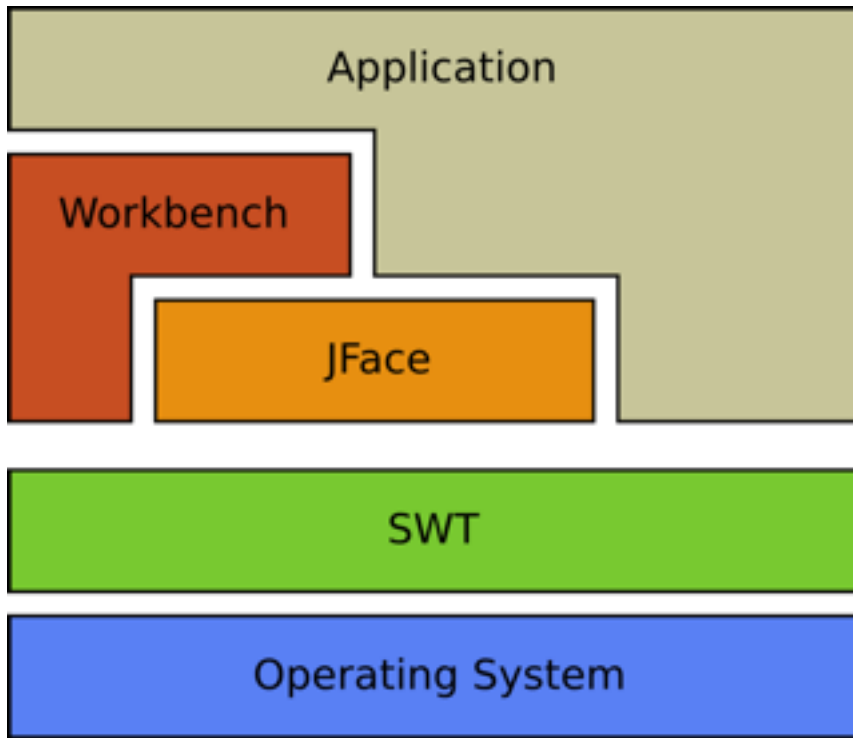 Application
Workbench
JFace
SWT
Operating System